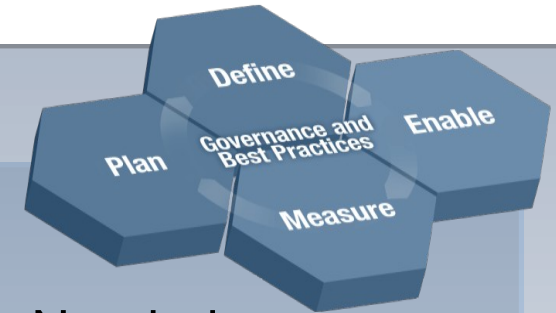 Define
Enable
Governance and
Best Practices
Plan
Measure